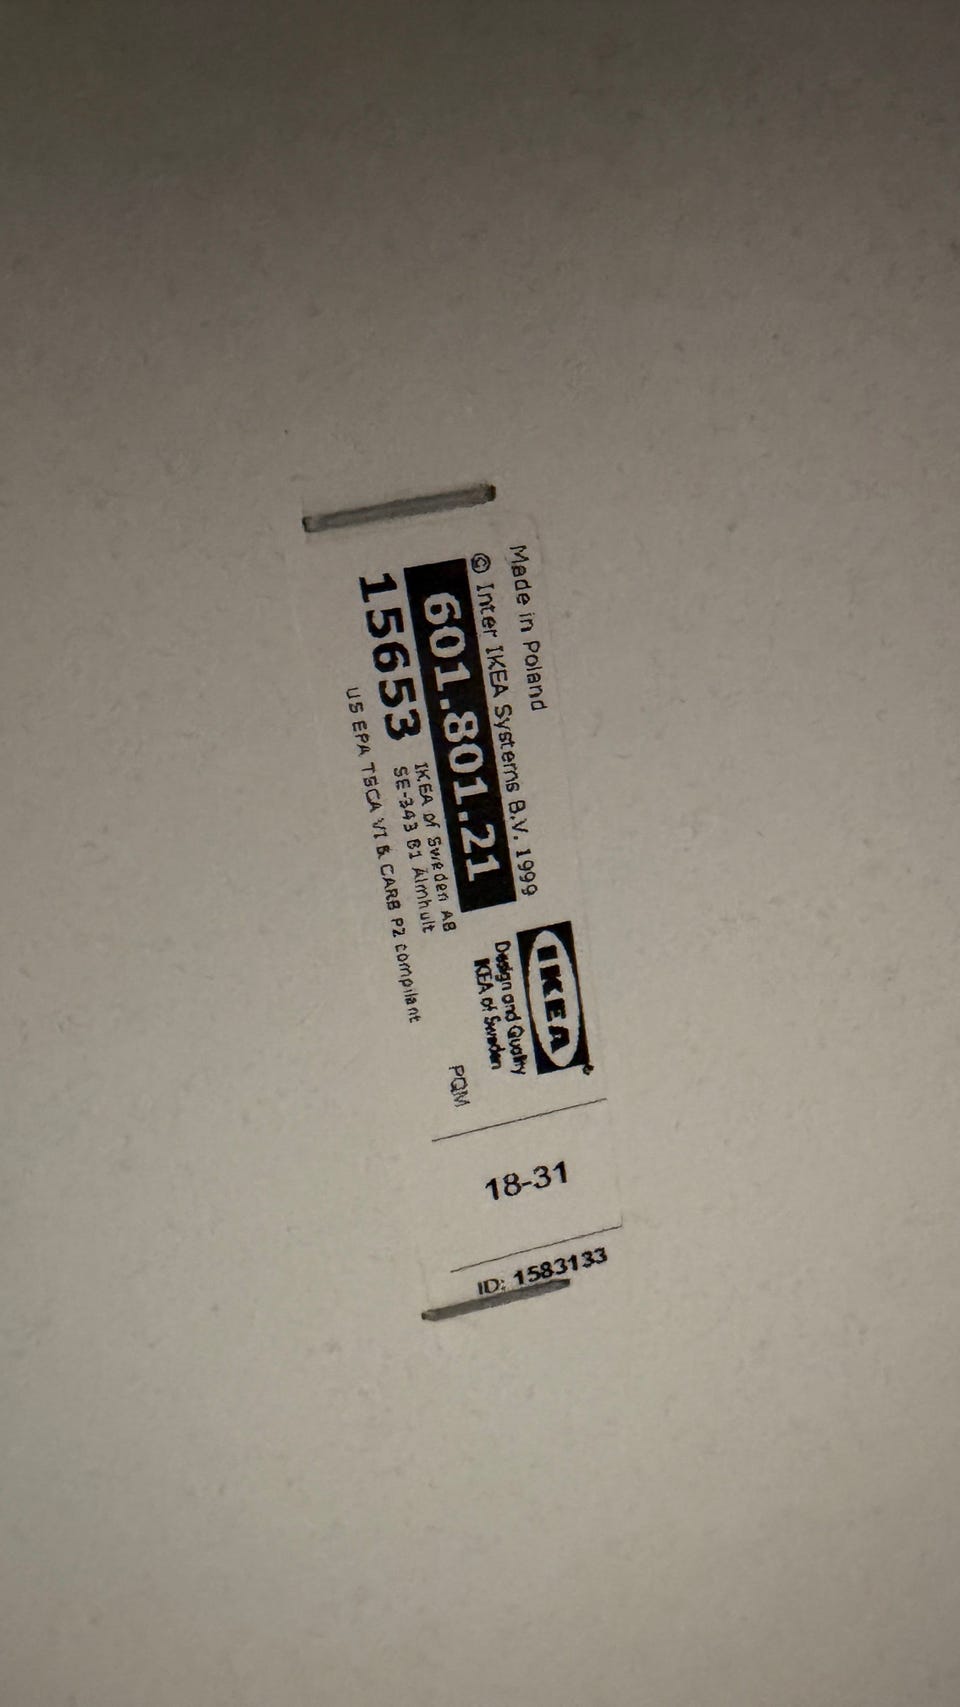 Made in Poland
© Inter IKEA Systems B.V. 1999
601.801.21
15653
IKEA of Sweden AB
SE-343 81 Älmhult
US EPA TSCA VI & CARB P2 compliant
IKEA®
Design and Quality
IKEA of Sweden
PQM
18-31
ID: 1583133